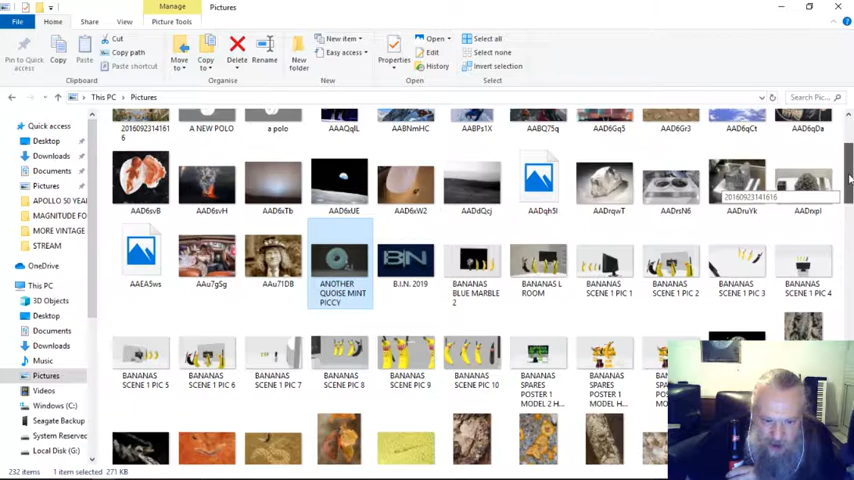 Manage
Pictures
File
Home
Share
View
Picture Tools
Pin to Quick access
Copy
Paste
Cut
Copy path
Paste shortcut
Clipboard
Move to
Copy to
Delete
Rename
Organise
New folder
New item
Easy access
New
Properties
Open
Edit
History
Open
Select all
Select none
Invert selection
Select
This PC
Pictures
Search Pic...
Quick access
Desktop
Downloads
Documents
Pictures
APOLLO 50 YEA
MAGNITUDE FO
MORE VINTAGE
STREAM
OneDrive
This PC
3D Objects
Desktop
Documents
Downloads
Music
Pictures
Videos
Windows (C:)
Seagate Backup
System Reserved
Local Disk (G:)
20160923141616
A NEW POLO
a polo
AAQqIL
AABNmHC
AABPs1X
AABQ75q
AAD6Gq5
AAD6Gr3
AAD6qCt
AAD6qDa
AAD6svB
AAD6svH
AAD6xTb
AAD6xUE
AAD6xW2
AADdQcj
AADqh5I
AADrqwT
AADrsN6
AADruYk
AADrxpI
20160923141616
AAEA5ws
AAu7gSg
AAu71DB
ANOTHER QUOISE MINT PICCY
B.I.N. 2019
BANANAS BLUE MARBLE 2
BANANAS L ROOM
BANANAS SCENE 1 PIC 1
BANANAS SCENE 1 PIC 2
BANANAS SCENE 1 PIC 3
BANANAS SCENE 1 PIC 4
BANANAS SCENE 1 PIC 5
BANANAS SCENE 1 PIC 6
BANANAS SCENE 1 PIC 7
BANANAS SCENE PIC 8
BANANAS SCENE PIC 9
BANANAS SCENE PIC 10
BANANAS SPARES POSTER 1 MODEL 2 H...
BANANAS SPARES POSTER 1 MODEL H...
232 items
1 item selected
271 KB